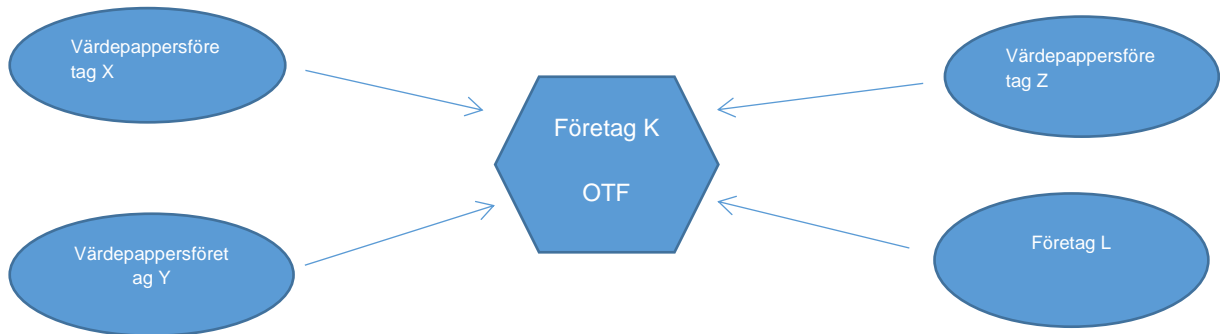 Värdepappersföre
tag X
Värdepappersföre
tag Z
Företag K
OTF
Värdepappersföret
ag Y
Företag L